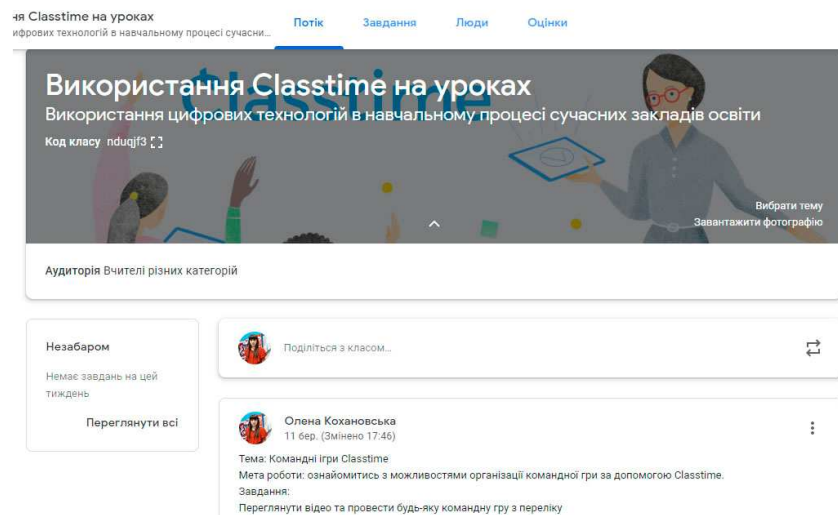 ня Classtime на уроках
ифрових технологій в навчальному процесі сучасни...
Потік
Завдання
Люди
Оцінки
Classtime
Використання Classtime на уроках
Використання цифрових технологій в навчальному процесі сучасних закладів освіти
Код класу nduqjf3
Вибрати тему
Завантажити фотографію
Аудиторія Вчителі різних категорій
Незабаром
Немає завдань на цей
тиждень
Переглянути всі
Поділіться з класом...
Олена Кохановська
11 бер. (Змінено 17:46)
Тема: Командні ігри Classtime
Мета роботи: ознайомитись з можливостями організації командної гри за допомогою Classtime.
Завдання:
Переглянути відео та провести будь-яку командну гру з переліку